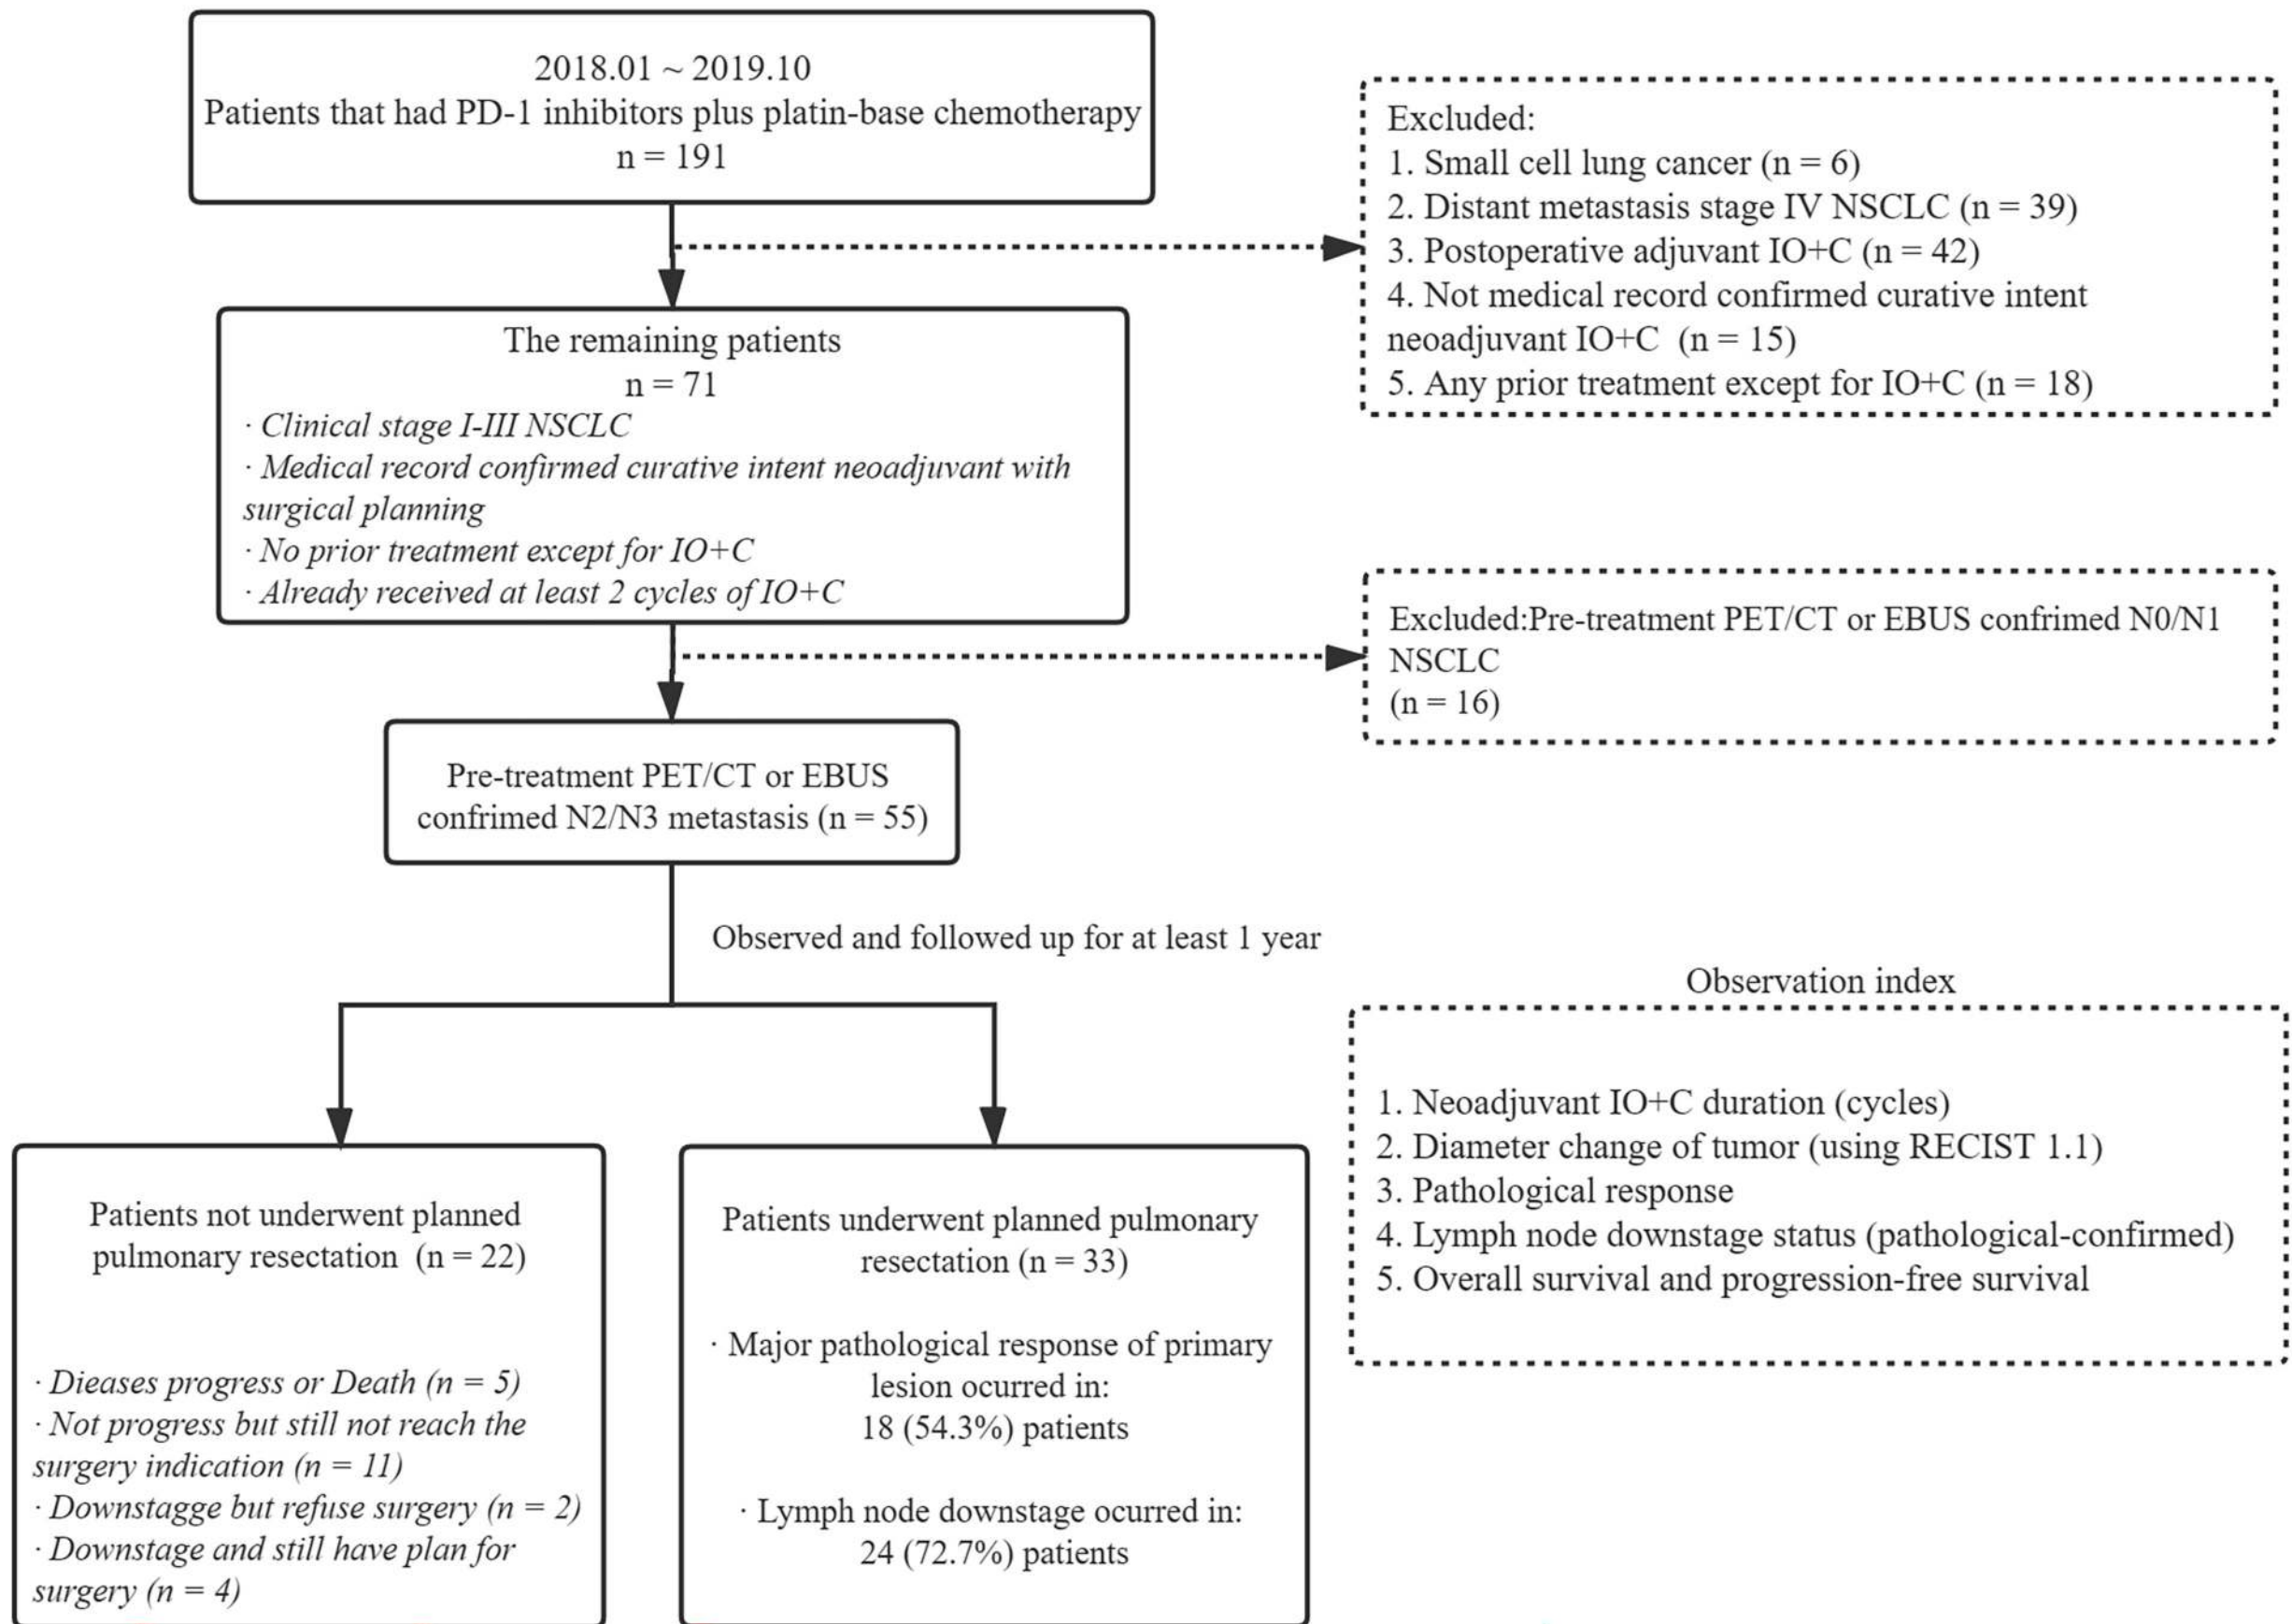 2018.01 ~ 2019.10
Patients that had PD-1 inhibitors plus platin-base chemotherapy
n = 191
Excluded:
1. Small cell lung cancer (n = 6)
2. Distant metastasis stage IV NSCLC (n = 39)
3. Postoperative adjuvant IO+C (n = 42)
4. Not medical record confirmed curative intent
neoadjuvant IO+C  (n = 15)
5. Any prior treatment except for IO+C (n = 18)
The remaining patients
n = 71
· Clinical stage I-III NSCLC
· Medical record confirmed curative intent neoadjuvant with
surgical planning
· No prior treatment except for IO+C
· Already received at least 2 cycles of IO+C
Excluded:Pre-treatment PET/CT or EBUS confrimed N0/N1
NSCLC
(n = 16)
Pre-treatment PET/CT or EBUS
confrimed N2/N3 metastasis (n = 55)
Observed and followed up for at least 1 year
Patients not underwent planned
pulmonary resectation  (n = 22)
· Dieases progress or Death (n = 5)
· Not progress but still not reach the
surgery indication (n = 11)
· Downstagge but refuse surgery (n = 2)
· Downstage and still have plan for
surgery (n = 4)
Patients underwent planned pulmonary
resectation (n = 33)
· Major pathological response of primary
lesion ocurred in:
18 (54.3%) patients
· Lymph node downstage ocurred in:
24 (72.7%) patients
Observation index
1. Neoadjuvant IO+C duration (cycles)
2. Diameter change of tumor (using RECIST 1.1)
3. Pathological response
4. Lymph node downstage status (pathological-confirmed)
5. Overall survival and progression-free survival